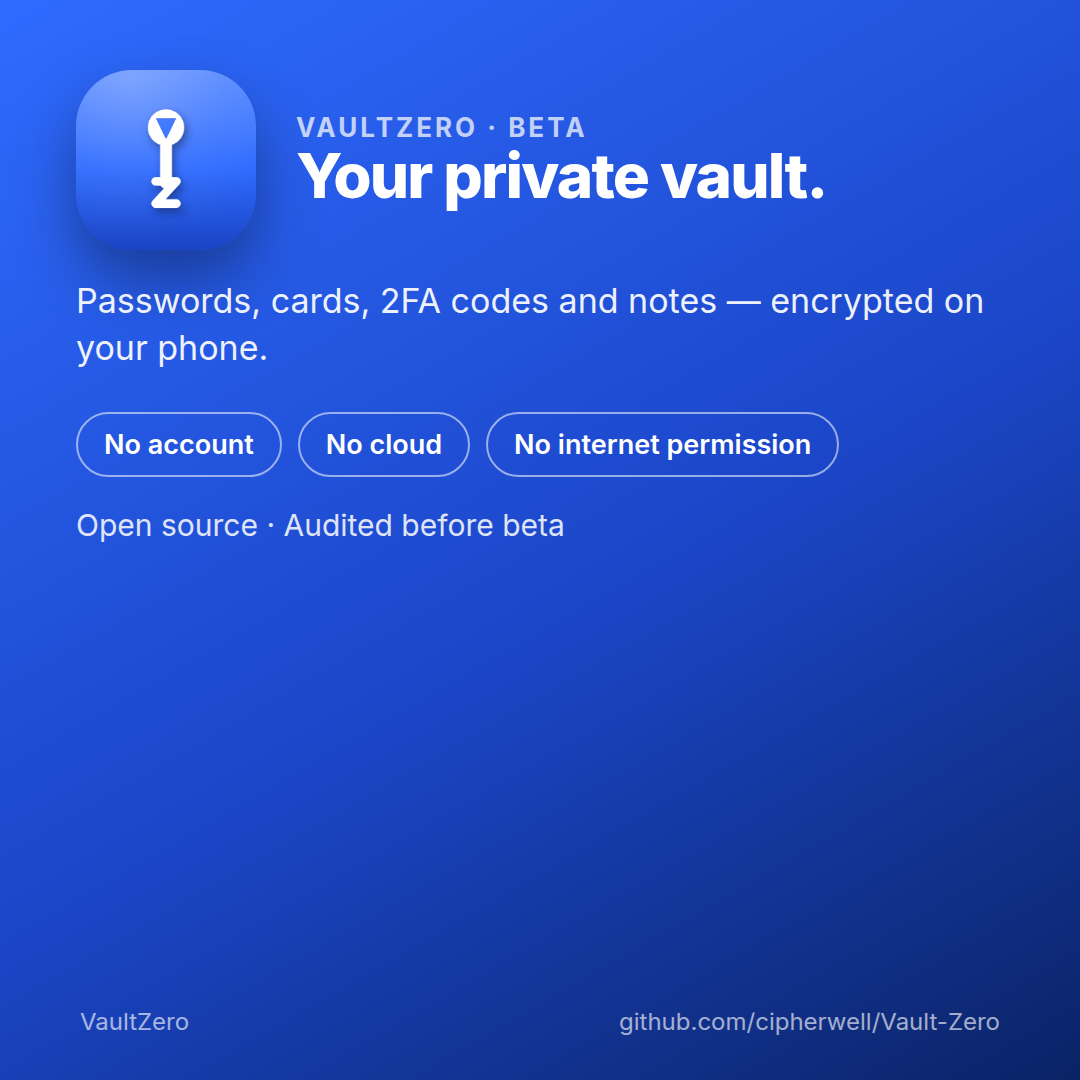 VAULTZERO · BETA
Your private vault.
Passwords, cards, 2FA codes and notes — encrypted on
your phone.
No account
No cloud
No internet permission
Open source · Audited before beta
VaultZero
github.com/cipherwell/Vault-Zero